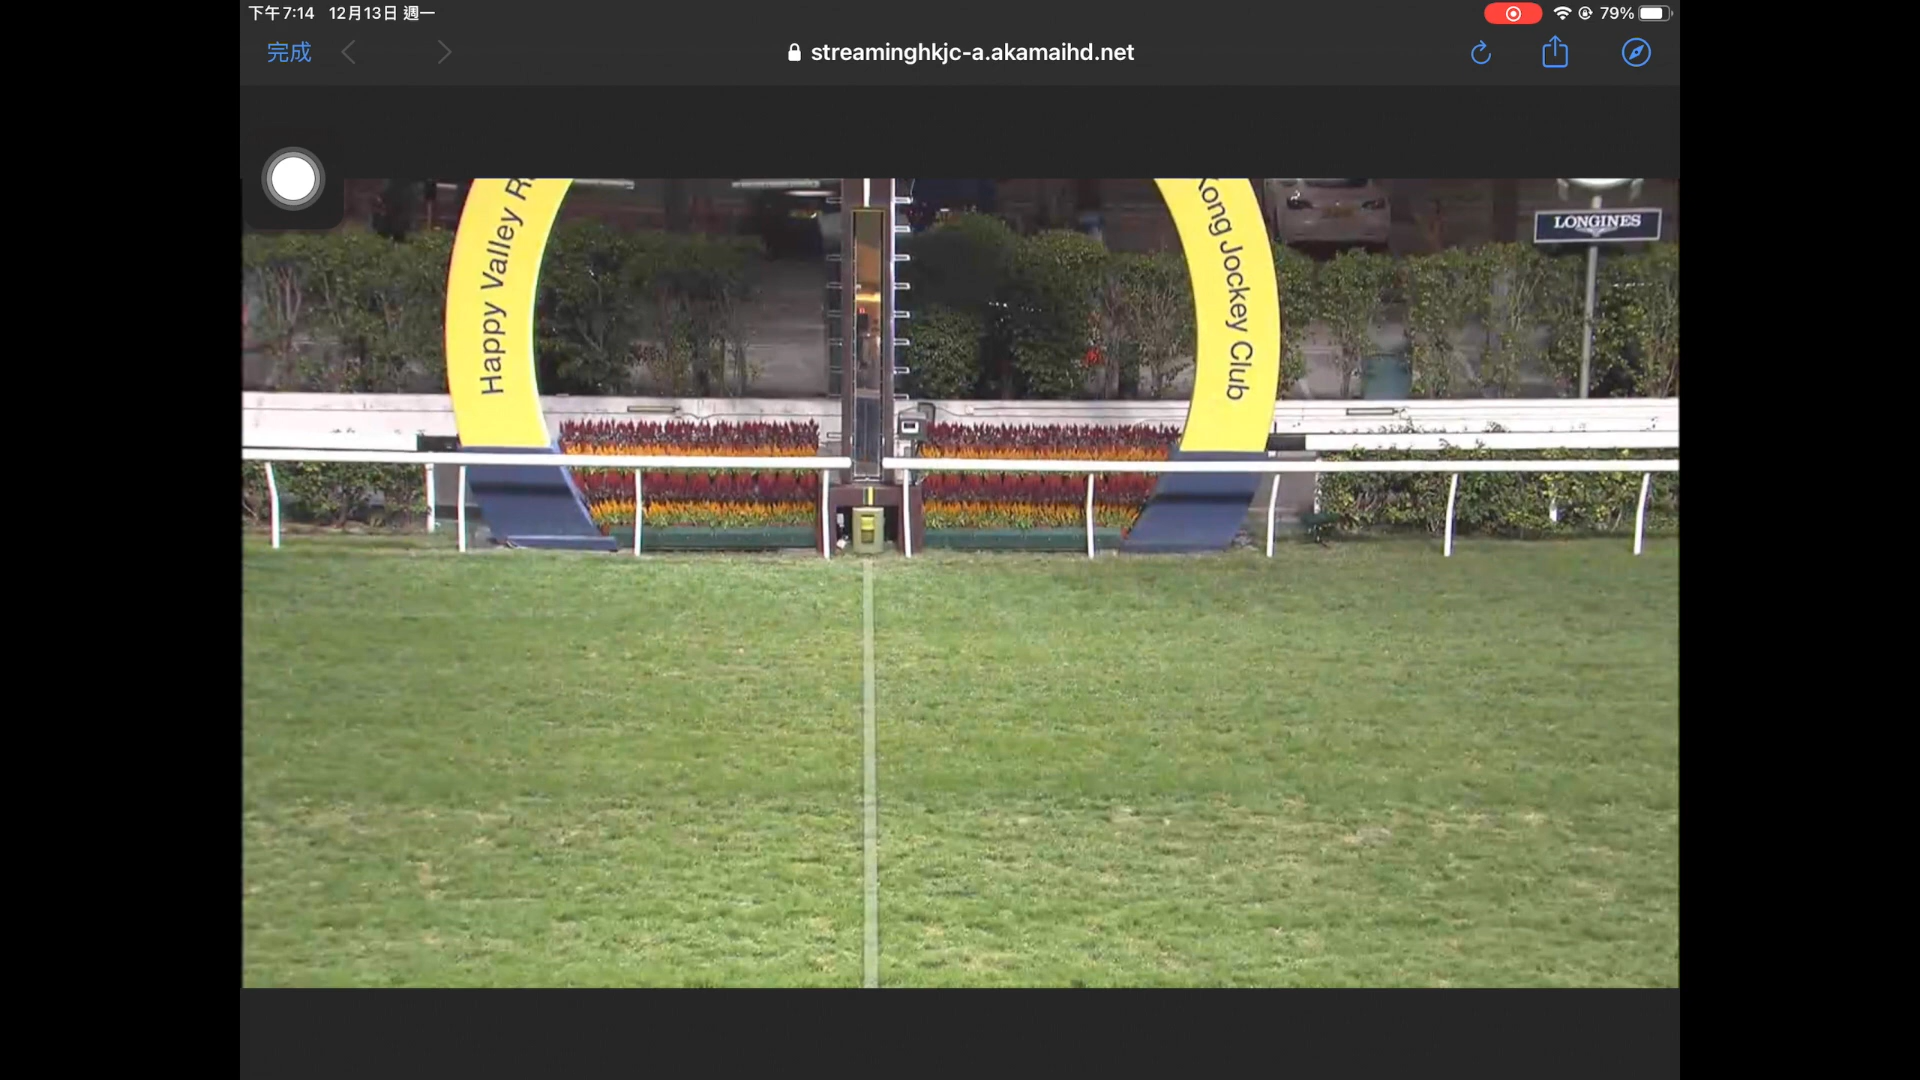 下午7:14 12月13日 週一
79%
完成
streaminghkjc-a.akamaihd.net
Happy Valley R
Kong Jockey Club
LONGINES